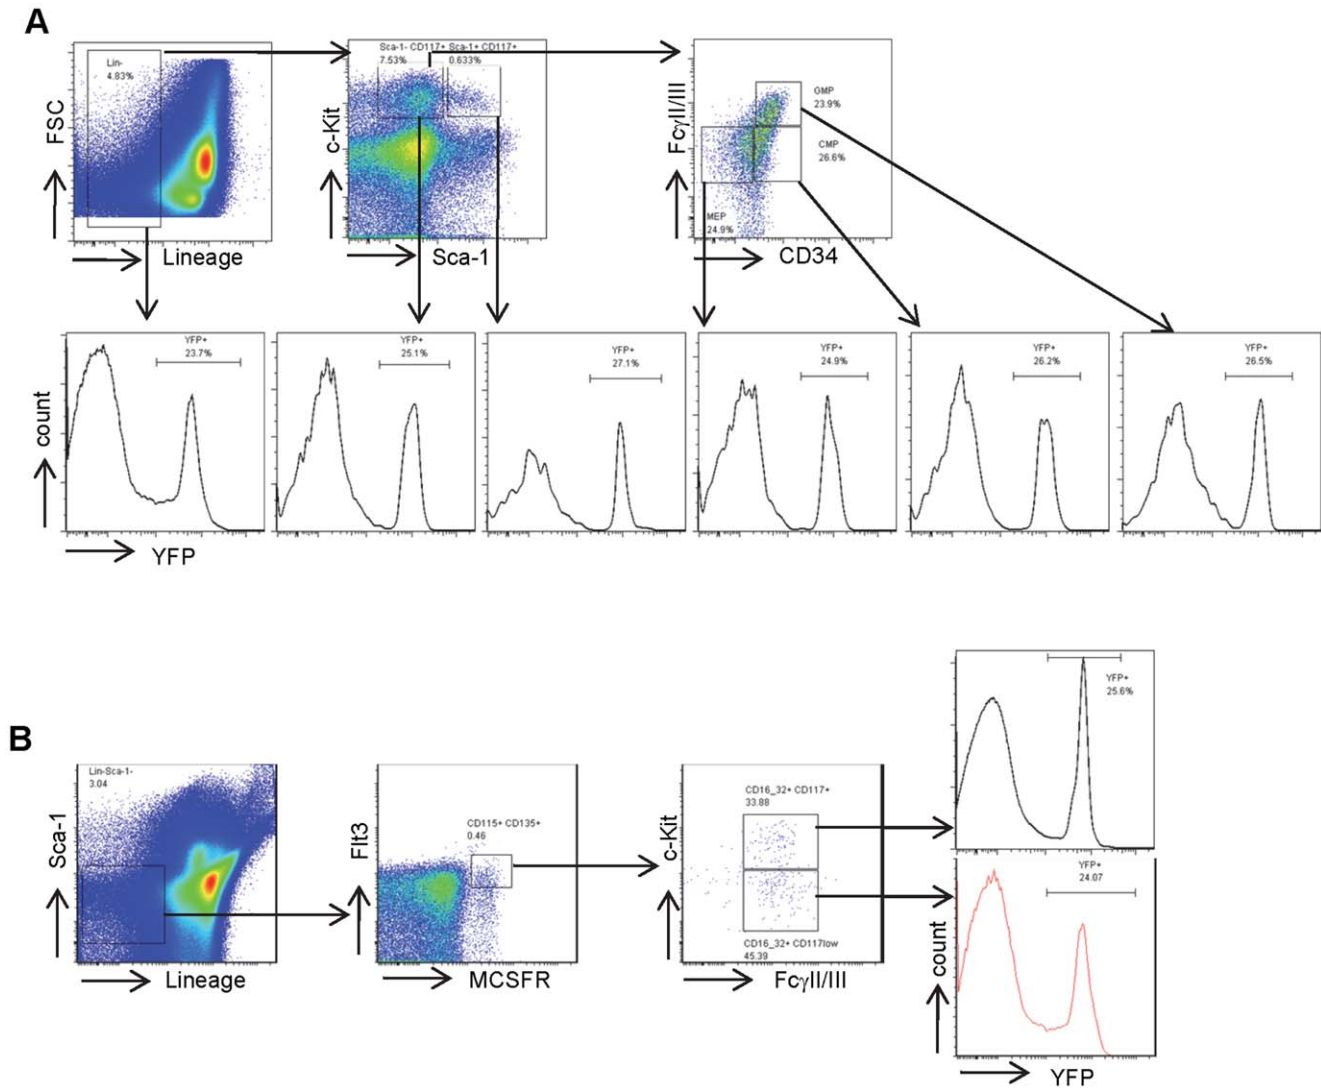 A
Lin-
4.83%
FSC
Lineage
Sca-1- CD117+ Sca-1+ CD117+
7.53% 0.633%
c-Kit
Sca-1
GMP
23.9%
CMP
26.6%
MEP
24.9%
FcγII/III
CD34
YFP+
23.7%
YFP+
25.1%
YFP+
27.1%
YFP+
24.9%
YFP+
26.2%
YFP+
26.5%
count
YFP
B
Lin-Sca-1-
3.04
Sca-1
Lineage
CD115+ CD135+
0.46
Flt3
MCSFR
CD16_32+ CD117+
33.88
CD16_32+ CD117low
45.39
c-Kit
FcγII/III
YFP+
25.6%
YFP+
24.07
count
YFP